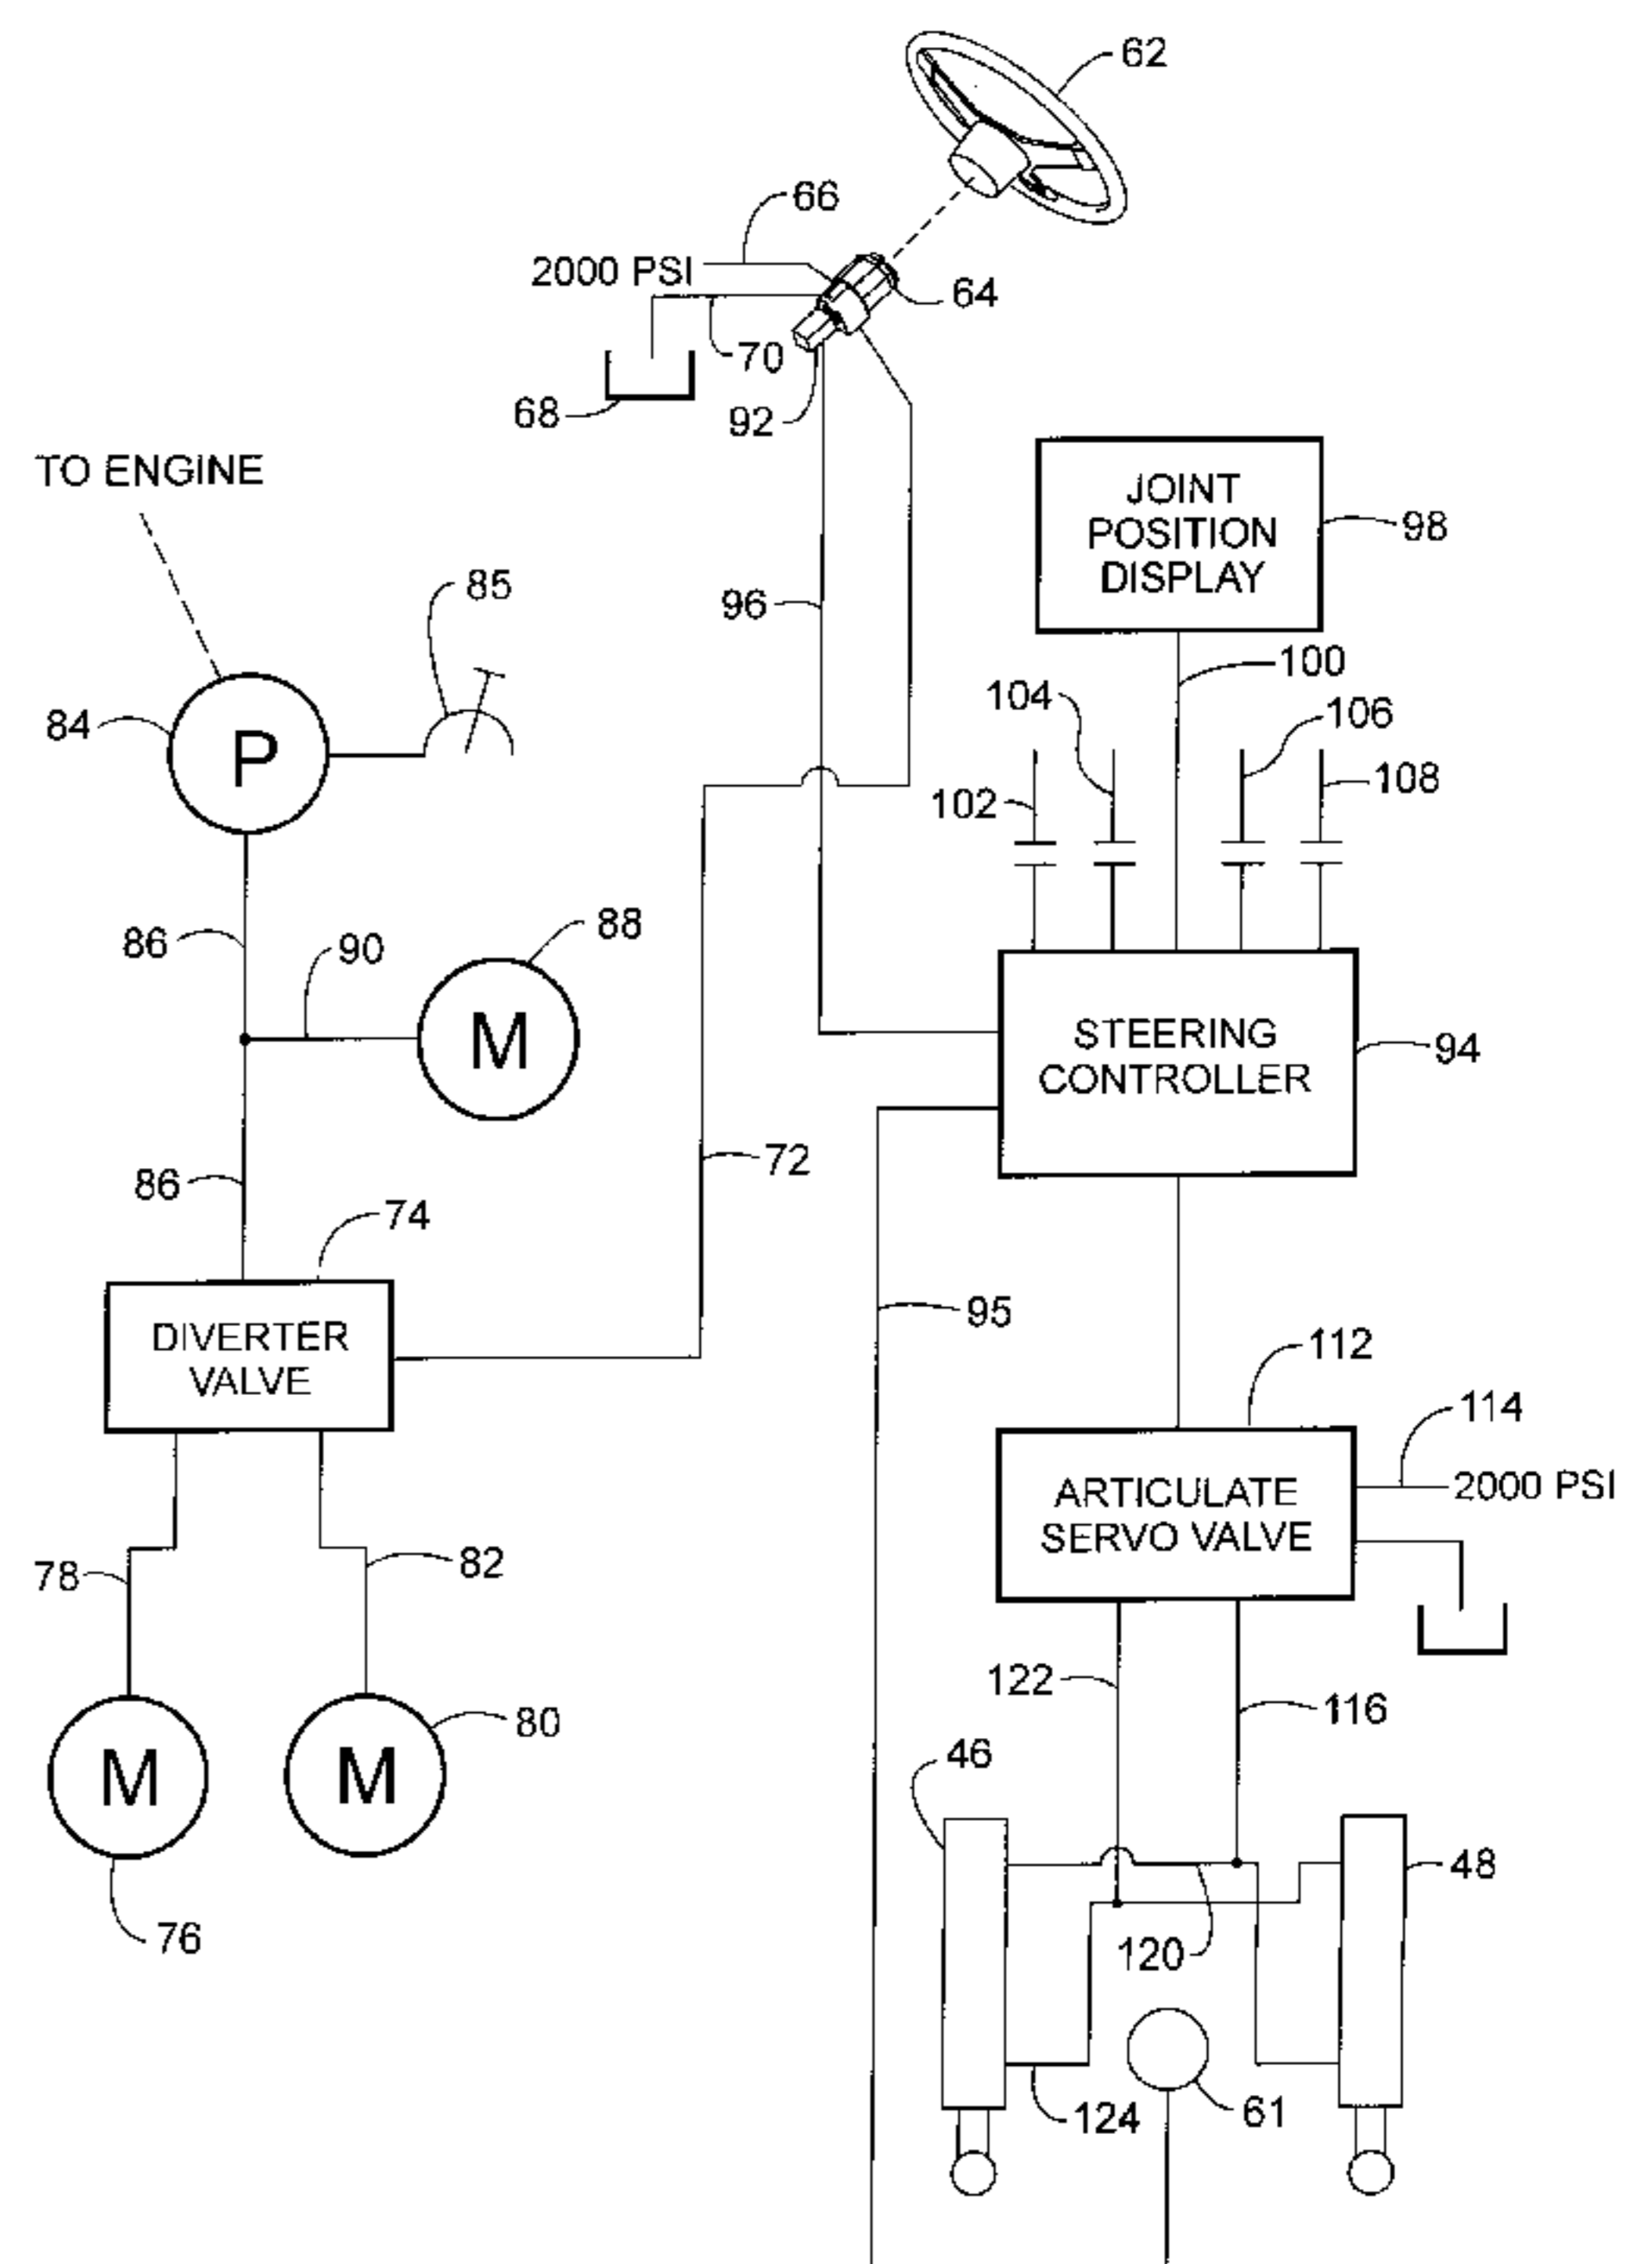 62
66
2000 PSI
64
70
68
92
TO ENGINE
JOINT
POSITION
DISPLAY
98
85
96
100
104
84
P
106
108
102
88
86
90
M
STEERING
CONTROLLER
94
72
86
74
95
DIVERTER
VALVE
112
114
ARTICULATE
SERVO VALVE
2000 PSI
82
78
122
116
80
M
M
46
48
76
120
124
61